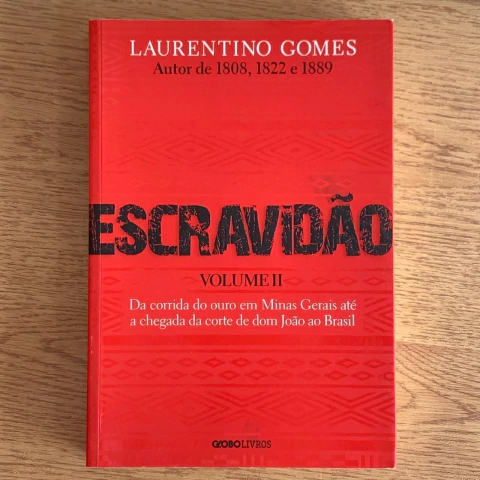 LAURENTINO GOMES
Autor de 1808, 1822 e 1889
ESCRAVIDÃO
VOLUME II
Da corrida do ouro em Minas Gerais até
a chegada da corte de dom João ao Brasil
GLOBOLIVROS